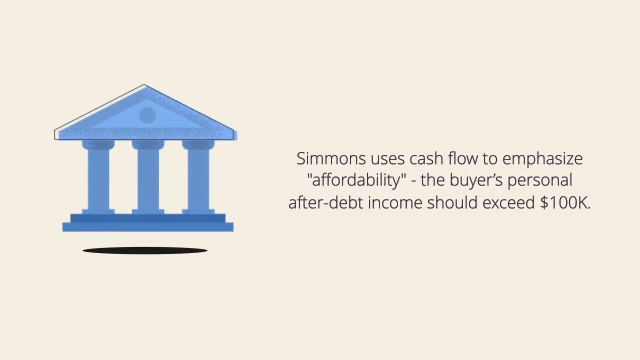 Simmons uses cash flow to emphasize
"affordability" - the buyer’s personal
after-debt income should exceed $100K.